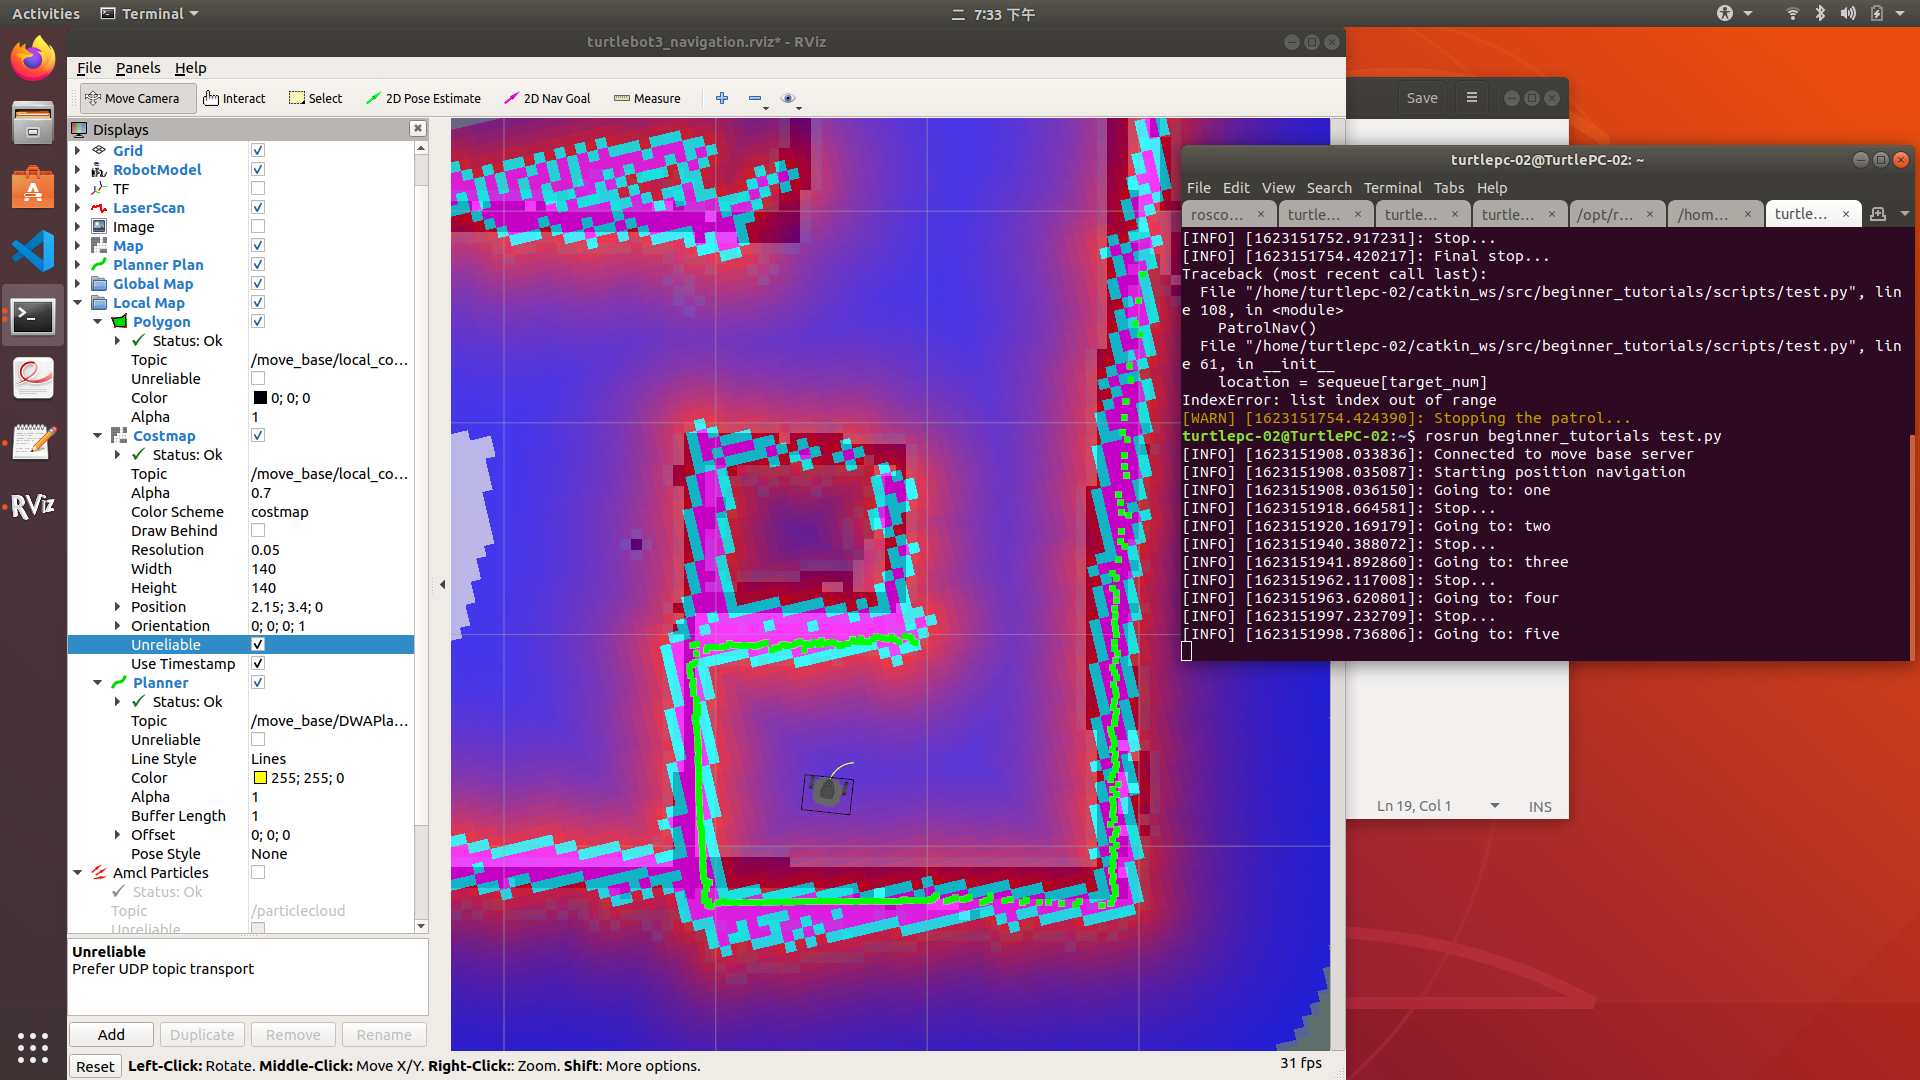 Activities
Terminal
二 7:33 下午
turtlebot3_navigation.rviz* - RViz
File Panels Help
Move Camera Interact Select 2D Pose Estimate 2D Nav Goal Measure
Displays
Grid
RobotModel
TF
LaserScan
Image
Map
Planner Plan
Global Map
Local Map
Polygon
Status: Ok
Topic /move_base/local_co...
Unreliable
Color 0; 0; 0
Alpha 1
Costmap
Status: Ok
Topic /move_base/local_co...
Alpha 0.7
Color Scheme costmap
Draw Behind
Resolution 0.05
Width 140
Height 140
Position 2.15; 3.4; 0
Orientation 0; 0; 0; 1
Unreliable
Use Timestamp
Planner
Status: Ok
Topic /move_base/DWAPla...
Unreliable
Line Style Lines
Color 255; 255; 0
Alpha 1
Buffer Length 1
Offset 0; 0; 0
Pose Style None
Amcl Particles
Status: Ok
Topic /particlecloud
Unreliable
Unreliable
Prefer UDP topic transport
Add Duplicate Remove Rename
Reset Left-Click: Rotate. Middle-Click: Move X/Y. Right-Click:: Zoom. Shift: More options.
31 fps
RViz
Save
turtlepc-02@TurtlePC-02: ~
File Edit View Search Terminal Tabs Help
rosco... turtle... turtle... turtle... /opt/r... /hom... turtle...
[INFO] [1623151752.917231]: Stop...
[INFO] [1623151754.420217]: Final stop...
Traceback (most recent call last):
File "/home/turtlepc-02/catkin_ws/src/beginner_tutorials/scripts/test.py", lin
e 108, in <module>
PatrolNav()
File "/home/turtlepc-02/catkin_ws/src/beginner_tutorials/scripts/test.py", lin
e 61, in __init__
location = sequeue[target_num]
IndexError: list index out of range
[WARN] [1623151754.424390]: Stopping the patrol...
turtlepc-02@TurtlePC-02:~$ rosrun beginner_tutorials test.py
[INFO] [1623151908.033836]: Connected to move base server
[INFO] [1623151908.035087]: Starting position navigation
[INFO] [1623151908.036150]: Going to: one
[INFO] [1623151918.664581]: Stop...
[INFO] [1623151920.169179]: Going to: two
[INFO] [1623151940.388072]: Stop...
[INFO] [1623151941.892860]: Going to: three
[INFO] [1623151962.117008]: Stop...
[INFO] [1623151963.620801]: Going to: four
[INFO] [1623151997.232709]: Stop...
[INFO] [1623151998.736806]: Going to: five
Ln 19, Col 1 INS